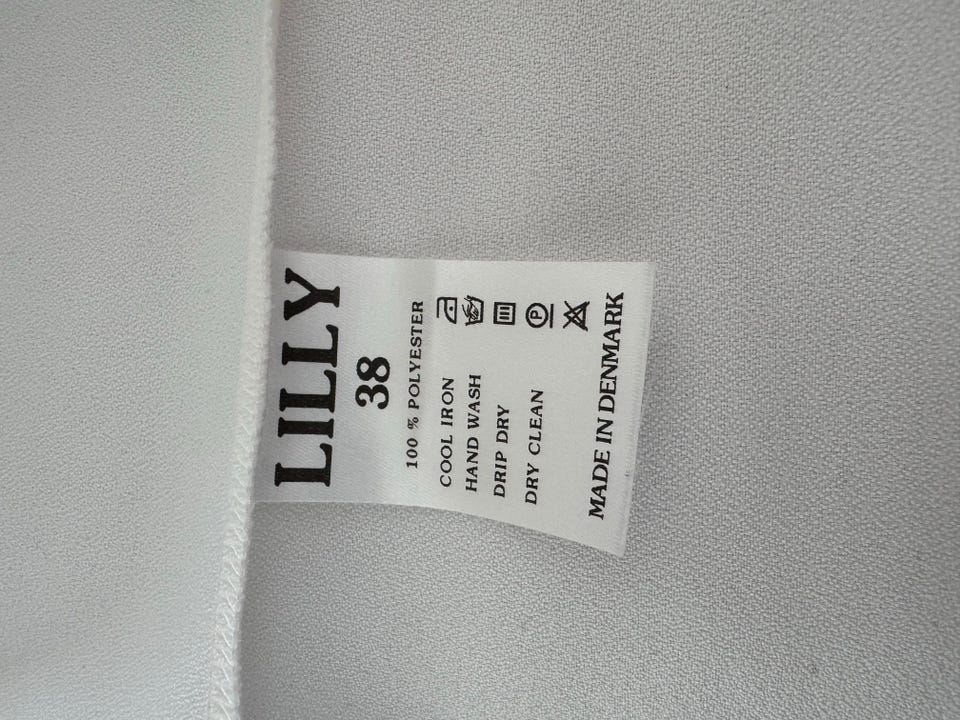 LILLY
38
100 % POLYESTER
COOL IRON
HAND WASH
DRIP DRY
DRY CLEAN P
MADE IN DENMARK